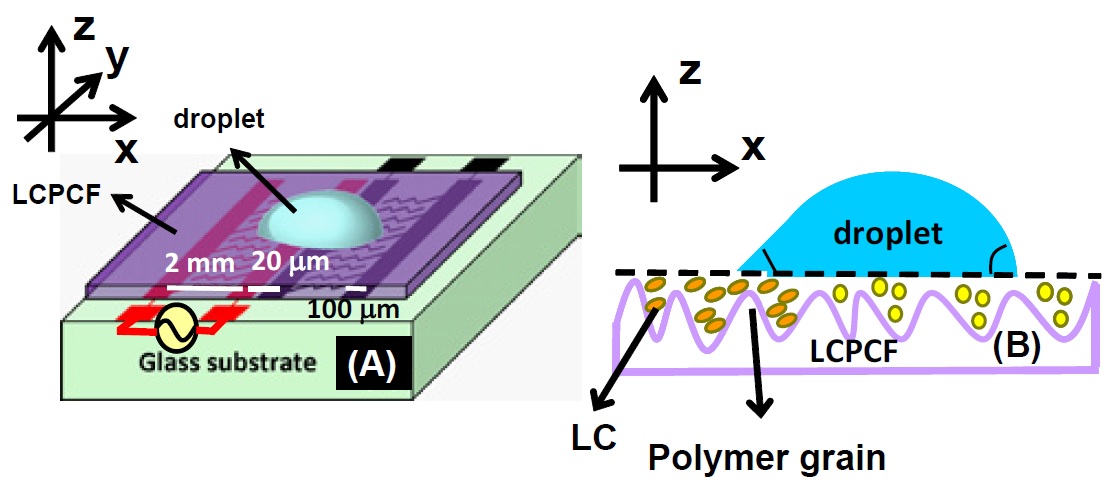 z
y
x
droplet
LCPCF
2 mm
20 μm
100 μm
Glass substrate
(A)
z
x
droplet
LCPCF
(B)
LC
Polymer grain